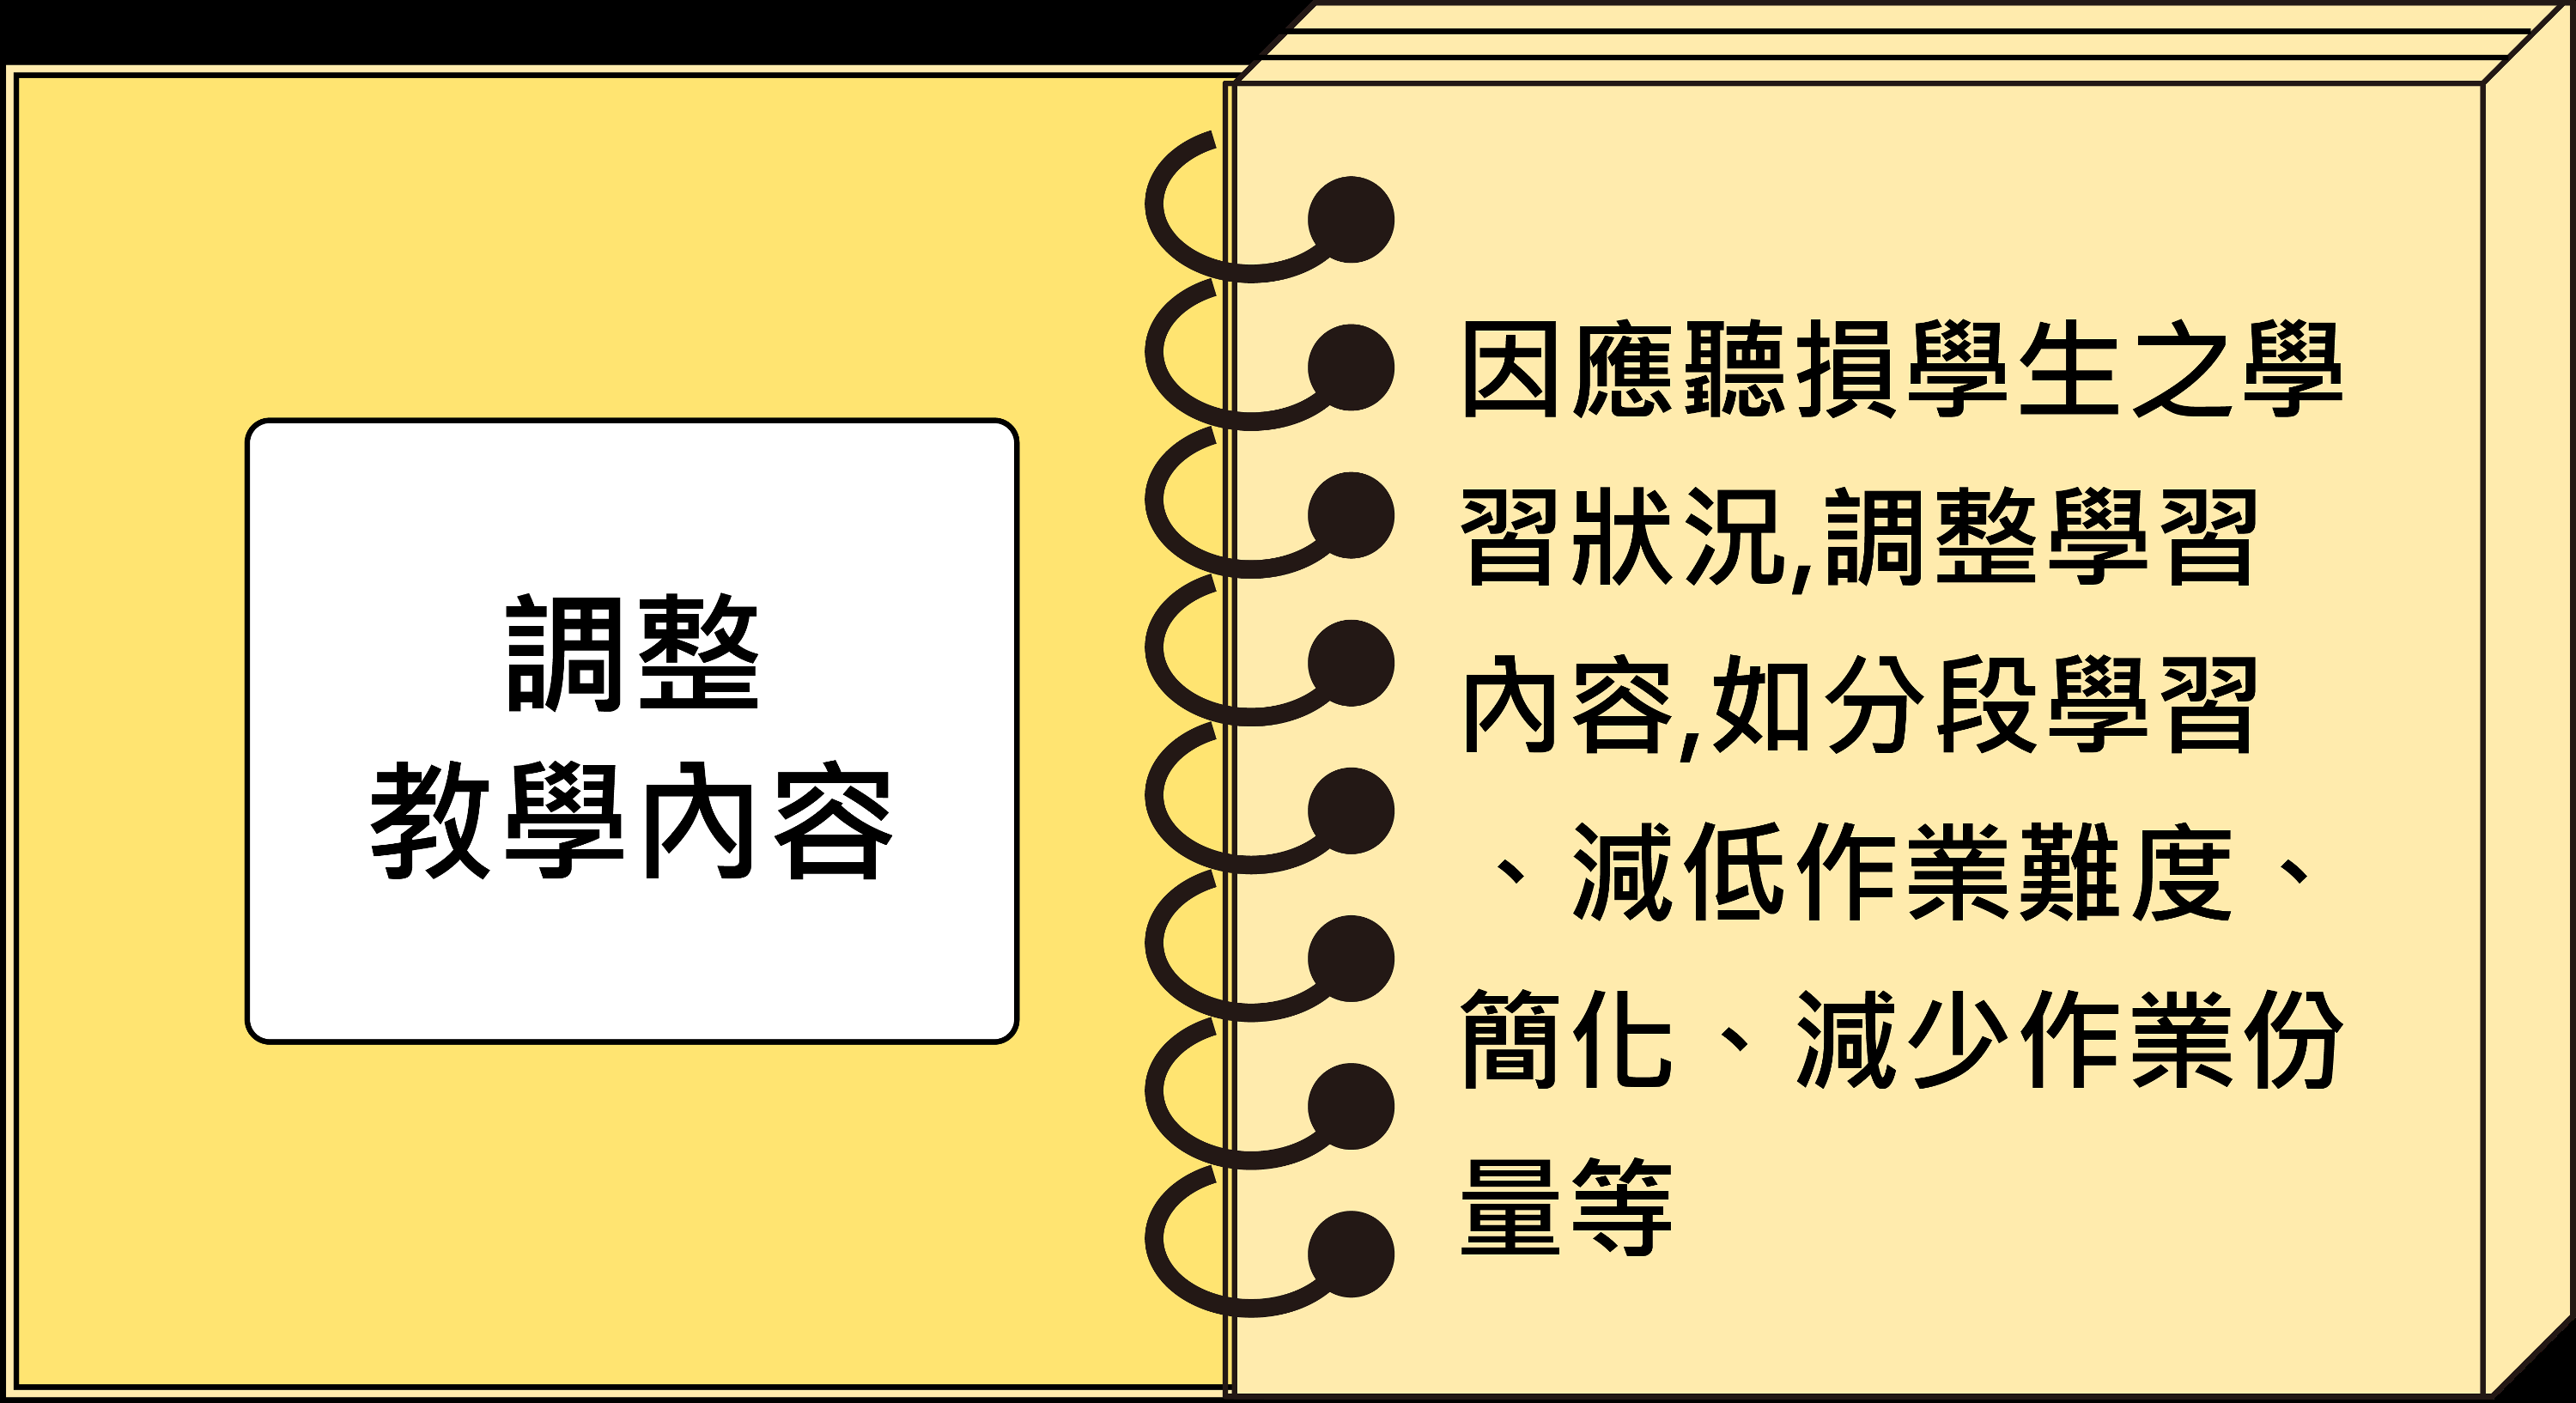 調整
教學內容
因應聽損學生之學
習狀況,調整學習
內容,如分段學習
、減低作業難度、
簡化、減少作業份
量等